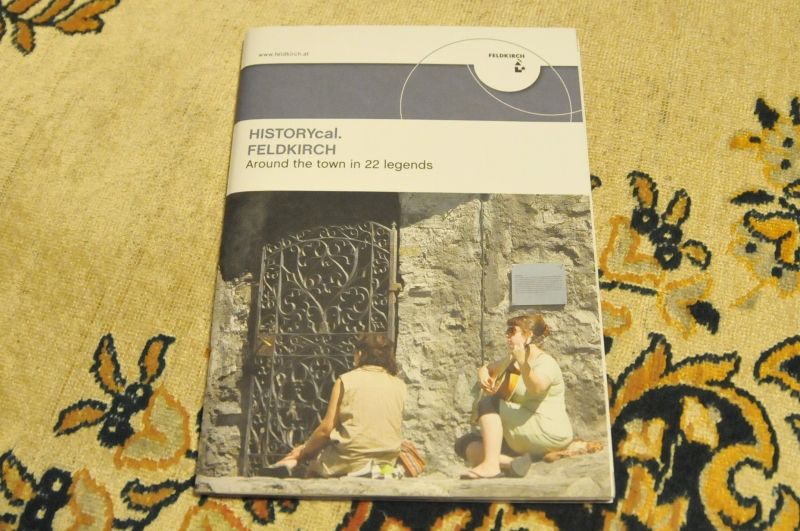 www.feldkirch.at
FELDKIRCH
HISTORYcal.
FELDKIRCH
Around the town in 22 legends